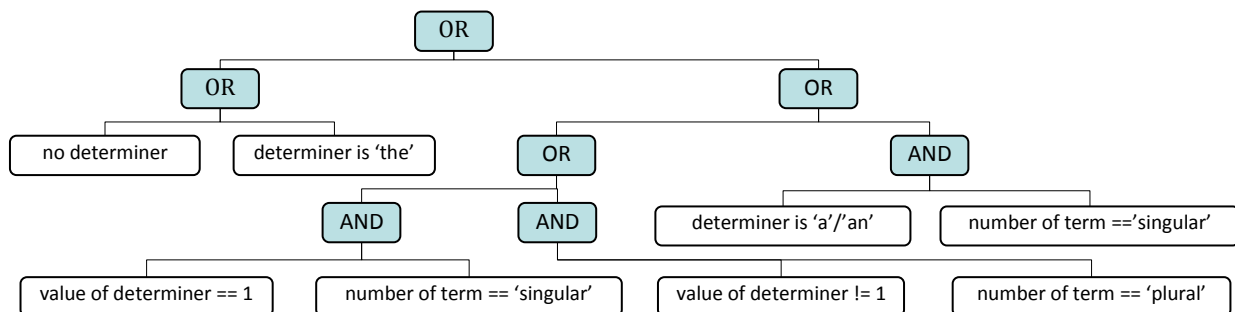 OR
OR
OR
no determiner
determiner is ‘the’
OR
AND
AND
AND
determiner is ‘a’/’an’
number of term ==’singular’
value of determiner == 1
number of term == ‘singular’
value of determiner != 1
number of term == ‘plural’